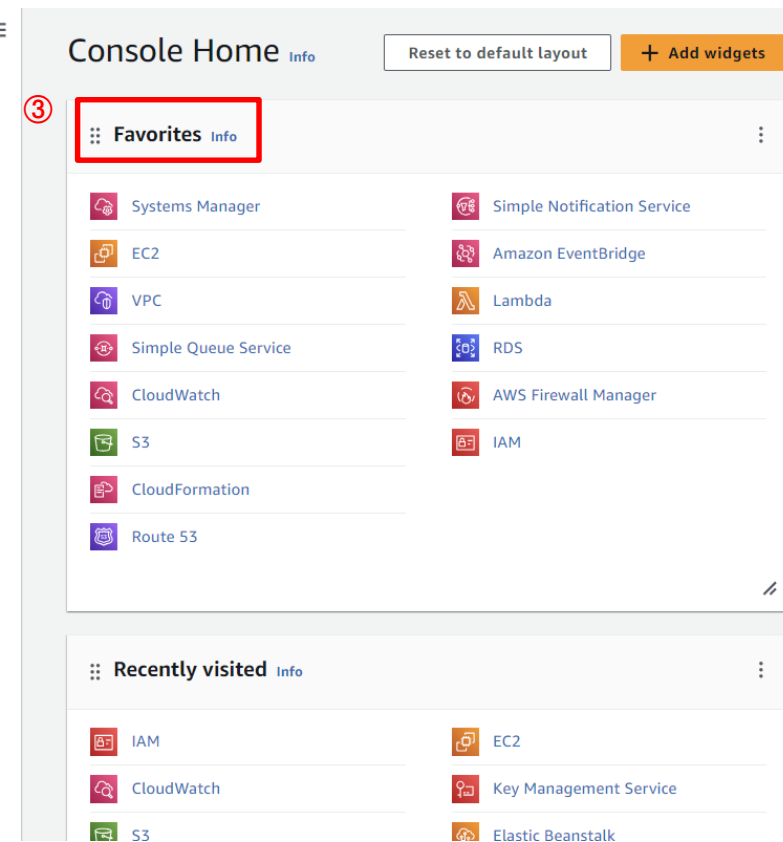 Console Home Info
Reset to default layout
+ Add widgets
③
Favorites Info
Systems Manager
EC2
VPC
Simple Queue Service
CloudWatch
S3
CloudFormation
Route 53
Simple Notification Service
Amazon EventBridge
Lambda
RDS
AWS Firewall Manager
IAM
Recently visited Info
IAM
CloudWatch
S3
EC2
Key Management Service
Elastic Beanstalk